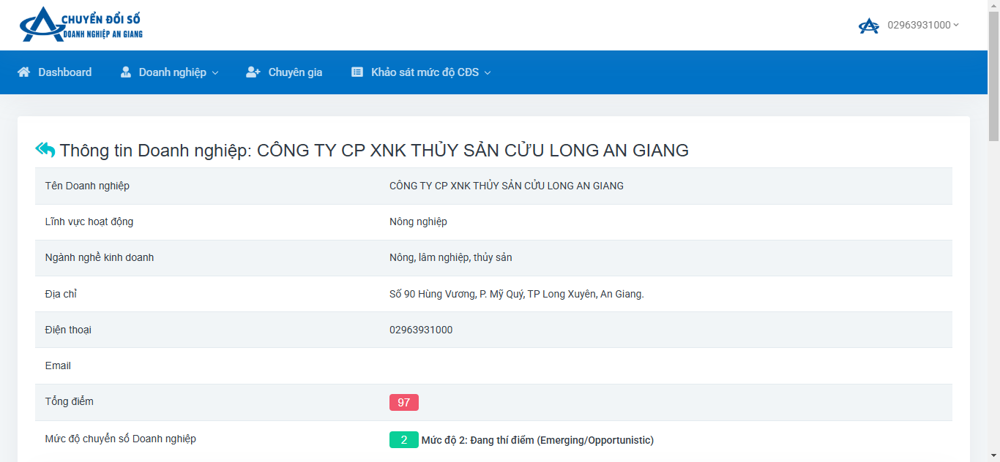 CHUYỂN ĐỔI SỐ
DOANH NGHIỆP AN GIANG
02963931000
Dashboard Doanh nghiệp Chuyên gia Khảo sát mức độ CĐS
Thông tin Doanh nghiệp: CÔNG TY CP XNK THỦY SẢN CỬU LONG AN GIANG
Tên Doanh nghiệp CÔNG TY CP XNK THỦY SẢN CỬU LONG AN GIANG
Lĩnh vực hoạt động Nông nghiệp
Ngành nghề kinh doanh Nông, lâm nghiệp, thủy sản
Địa chỉ Số 90 Hùng Vương, P. Mỹ Quý, TP Long Xuyên, An Giang.
Điện thoại 02963931000
Email
Tổng điểm 97
Mức độ chuyển số Doanh nghiệp 2 Mức độ 2: Đang thí điểm (Emerging/Opportunistic)